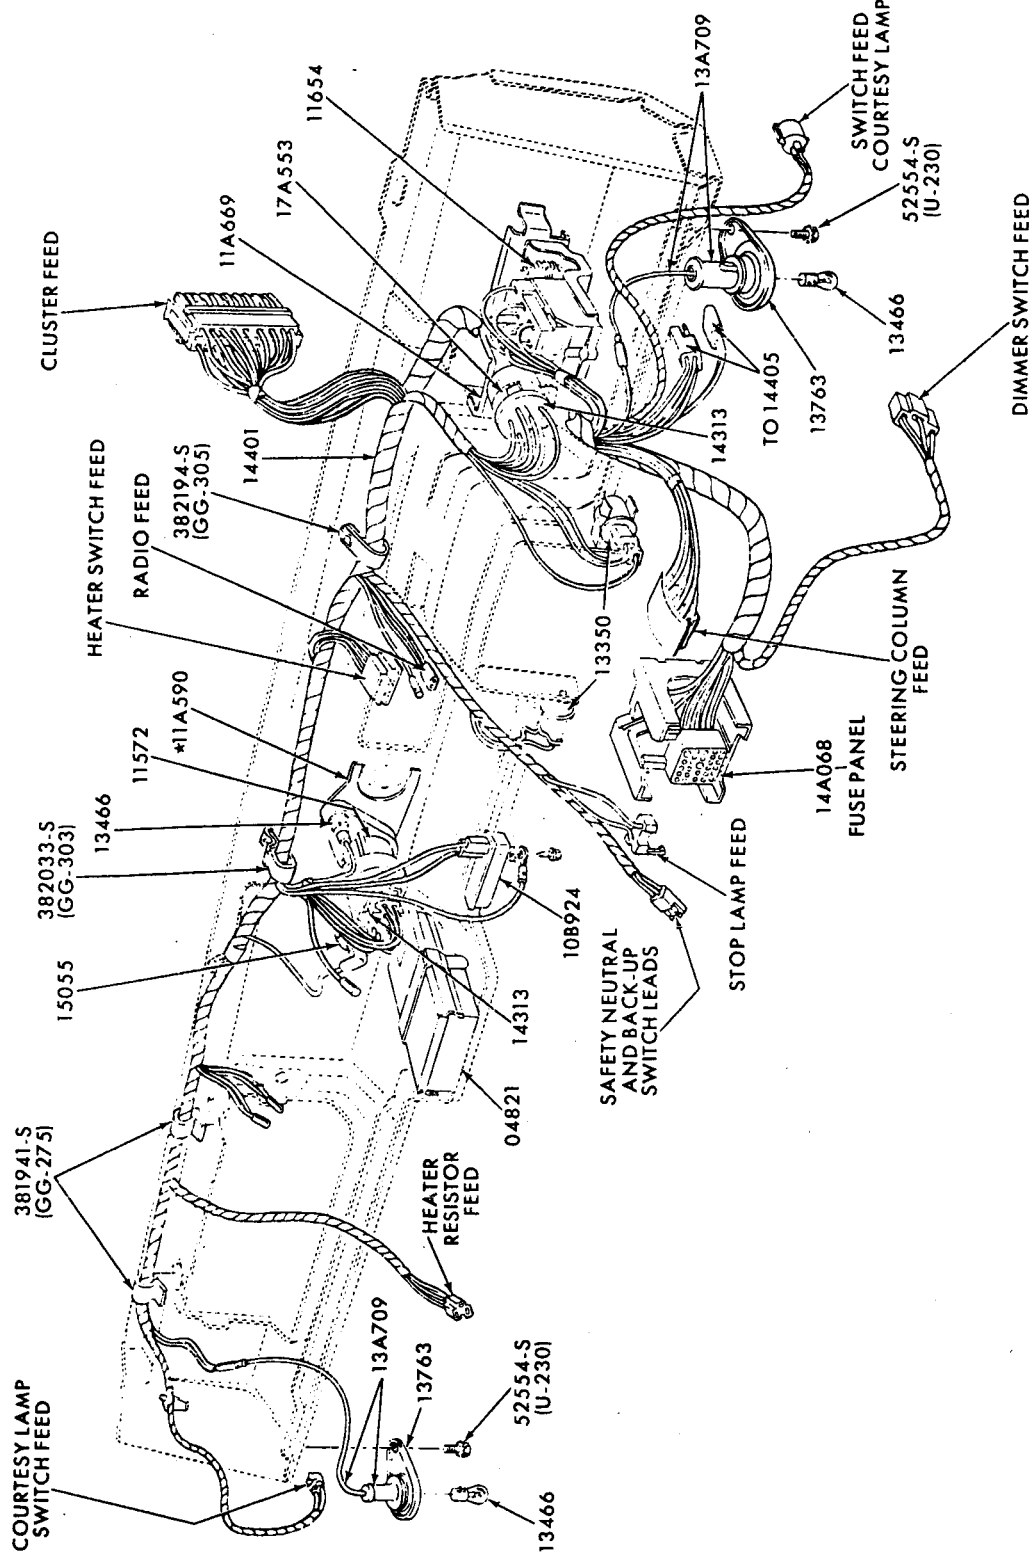 COURTESY LAMP
SWITCH FEED
381941-S
(GG-275)
15055
382033-S
(GG-303)
13466
11572
*11A590
HEATER SWITCH FEED
RADIO FEED
382194-S
(GG-305)
14401
CLUSTER FEED
11A669
17A553
11654
13A709
SWITCH FEED
COURTESY LAMP
52554-S
(U-230)
13466
13763
TO 14405
14313
DIMMER SWITCH FEED
13350
STEERING COLUMN
FEED
14A068
FUSE PANEL
STOP LAMP FEED
10B924
SAFETY NEUTRAL
AND BACK-UP
SWITCH LEADS
14313
04821
HEATER
RESISTOR
FEED
13A709
13763
52554-S
(U-230)
13466